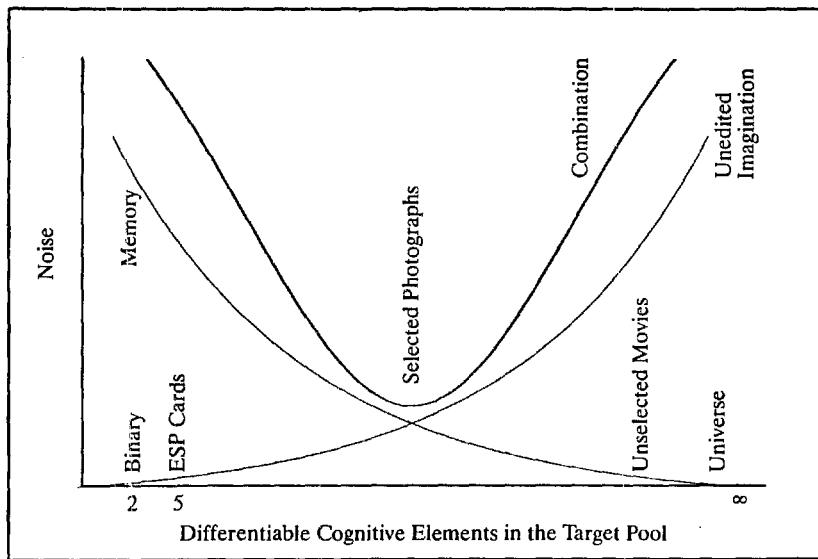 Combination
Unedited
Imagination
Memory
Noise
Selected Photographs
Binary
ESP Cards
Unselected Movies
Universe
2
5
∞
Differentiable Cognitive Elements in the Target Pool